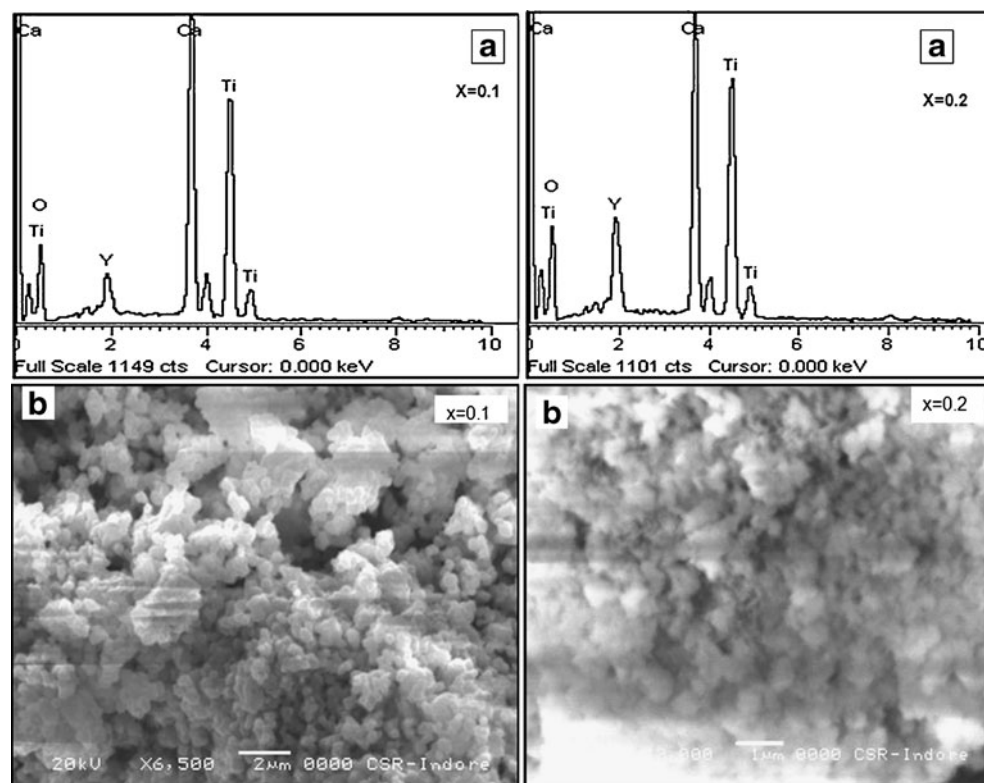 Ca
Ca
a
Ti
X=0.1
O
Ti
Y
Ti
0 2 4 6 8 10
Full Scale 1149 cts Cursor: 0.000 keV
Ca
Ca
a
Ti
X=0.2
O
Ti
Y
Ti
0 2 4 6 8 10
Full Scale 1101 cts Cursor: 0.000 keV
b
x=0.1
20kV X6,500 2μm 0000 CSR-Indore
b
x=0.2
1μm 0000 CSR-Indore